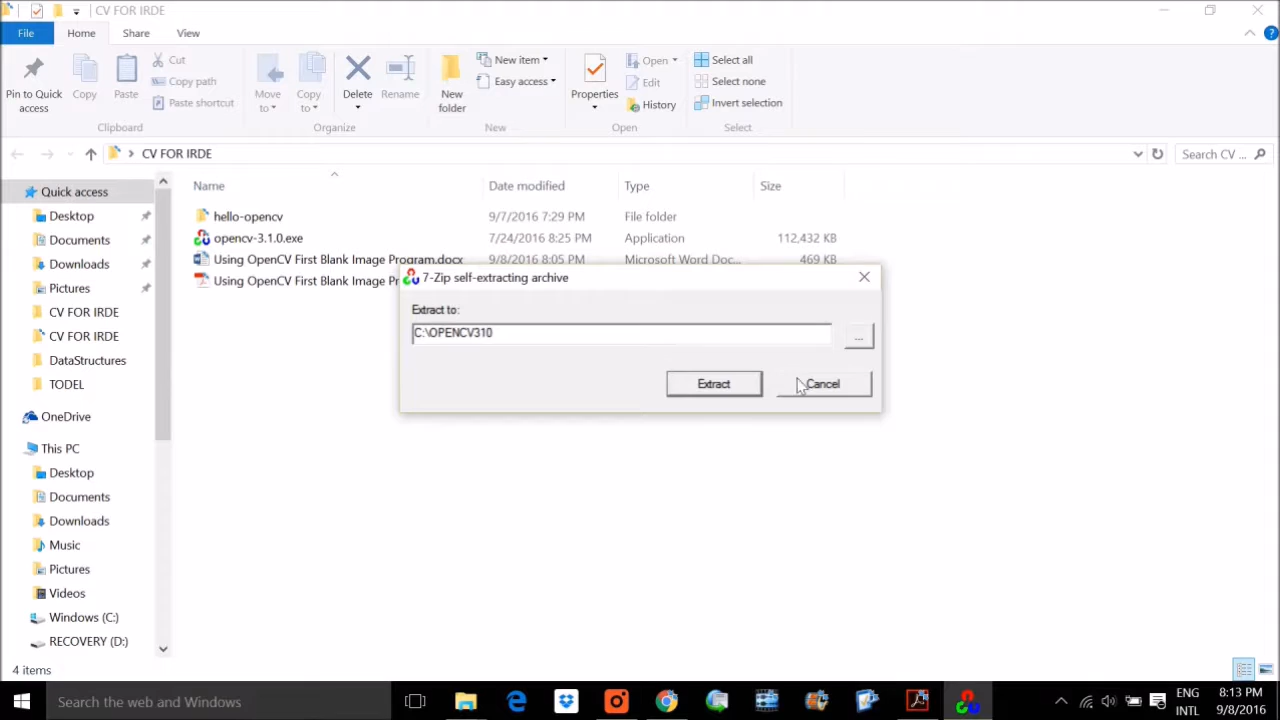 CV FOR IRDE
File Home Share View
Pin to Quick access
Copy
Paste
Cut
Copy path
Paste shortcut
Clipboard
Move to
Copy to
Delete
Rename
Organize
New folder
New item
Easy access
New
Properties
Open
Edit
History
Open
Select all
Select none
Invert selection
Select
CV FOR IRDE
Search CV ...
Name Date modified Type Size
hello-opencv 9/7/2016 7:29 PM File folder
opencv-3.1.0.exe 7/24/2016 8:25 PM Application 112,432 KB
Using OpenCV First Blank Image Program.docx 9/8/2016 8:05 PM Microsoft Word Doc... 469 KB
Using OpenCV First Blank Image Pr
Quick access
Desktop
Documents
Downloads
Pictures
CV FOR IRDE
CV FOR IRDE
DataStructures
TODEL
OneDrive
This PC
Desktop
Documents
Downloads
Music
Pictures
Videos
Windows (C:)
RECOVERY (D:)
7-Zip self-extracting archive
Extract to:
C:\OPENCV310
...
Extract Cancel
4 items
Search the web and Windows
ENG
INTL
8:13 PM
9/8/2016